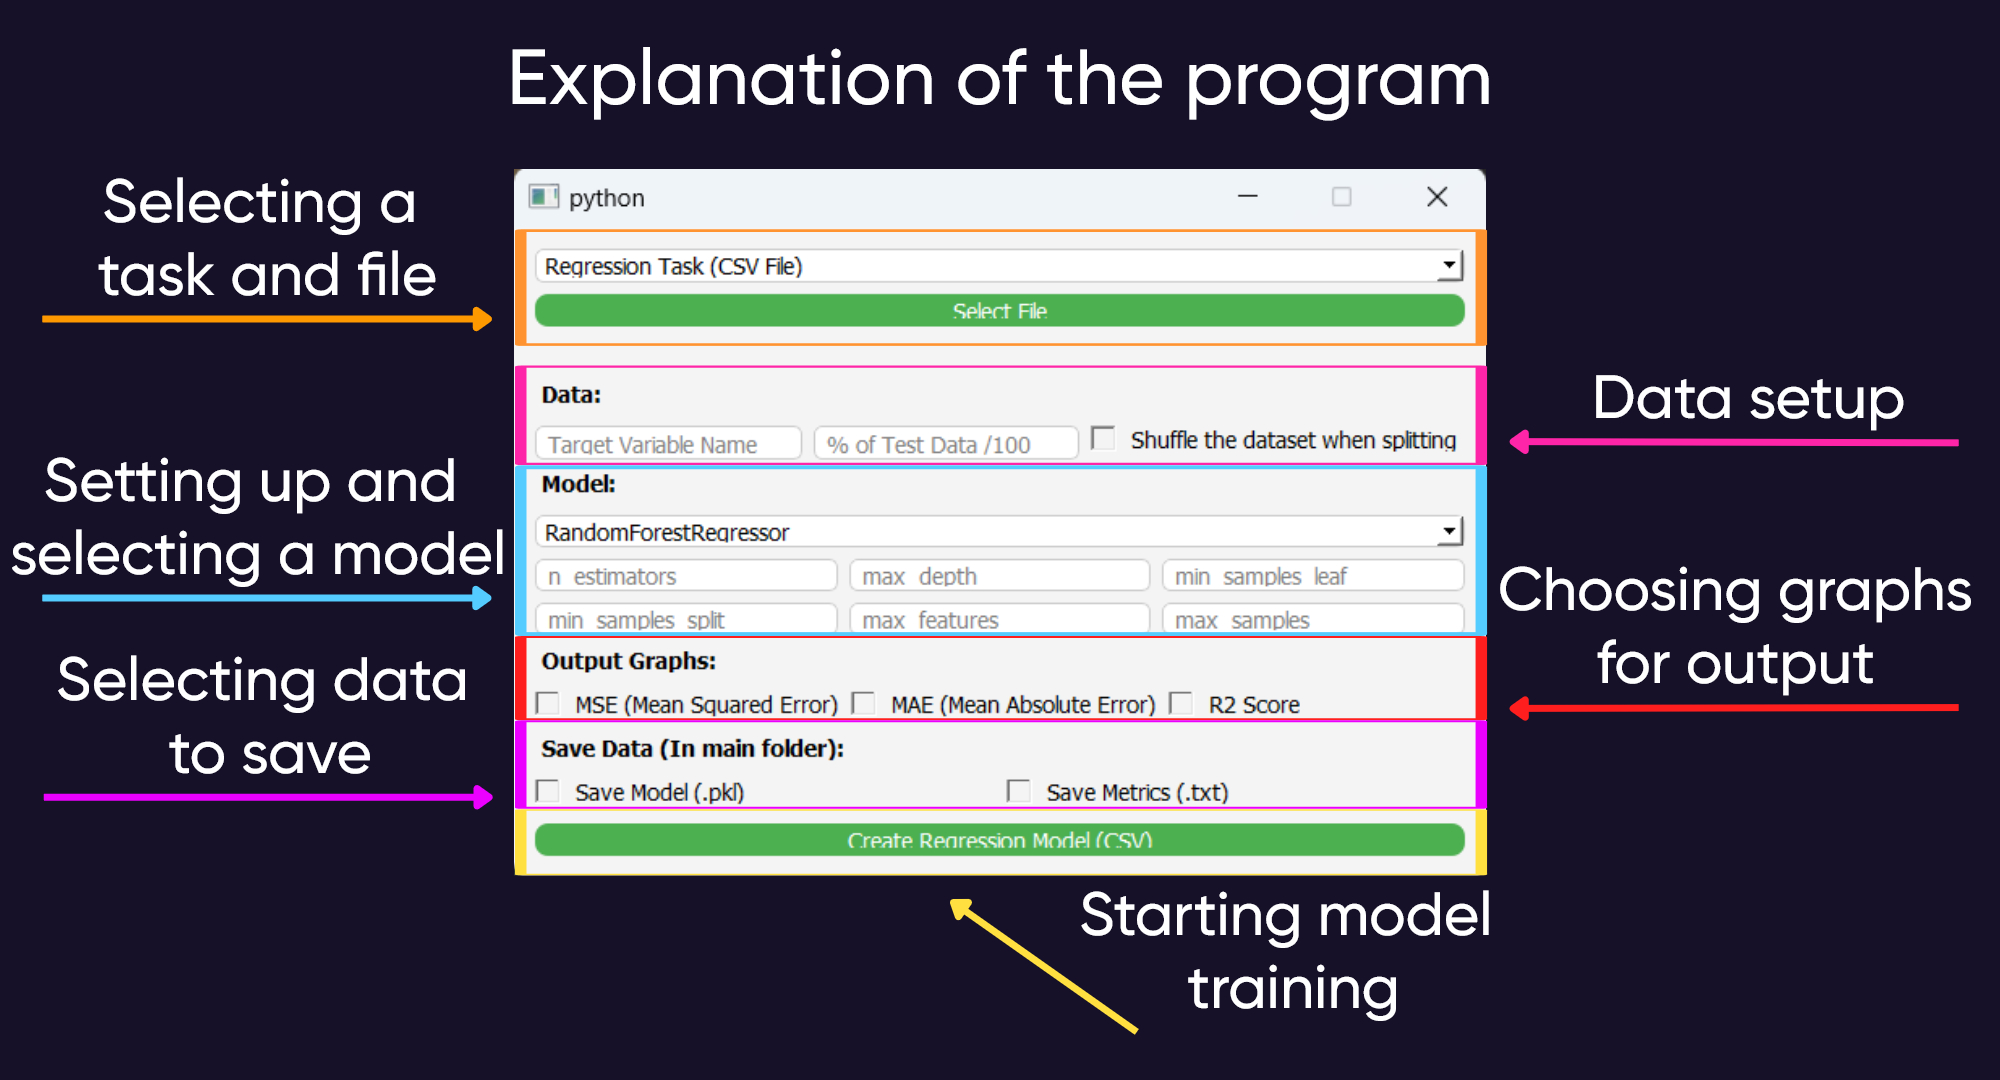 Explanation of the program
Selecting a
task and file
python
Regression Task (CSV File)
Select File
Data setup
Data:
Target Variable Name
% of Test Data /100
Shuffle the dataset when splitting
Setting up and
selecting a model
Model:
RandomForestRegressor
n_estimators
max_depth
min_samples_leaf
min_samples_split
max_features
max_samples
Choosing graphs
for output
Output Graphs:
MSE (Mean Squared Error)
MAE (Mean Absolute Error)
R2 Score
Selecting data
to save
Save Data (In main folder):
Save Model (.pkl)
Save Metrics (.txt)
Create Regression Model (CSV)
Starting model
training